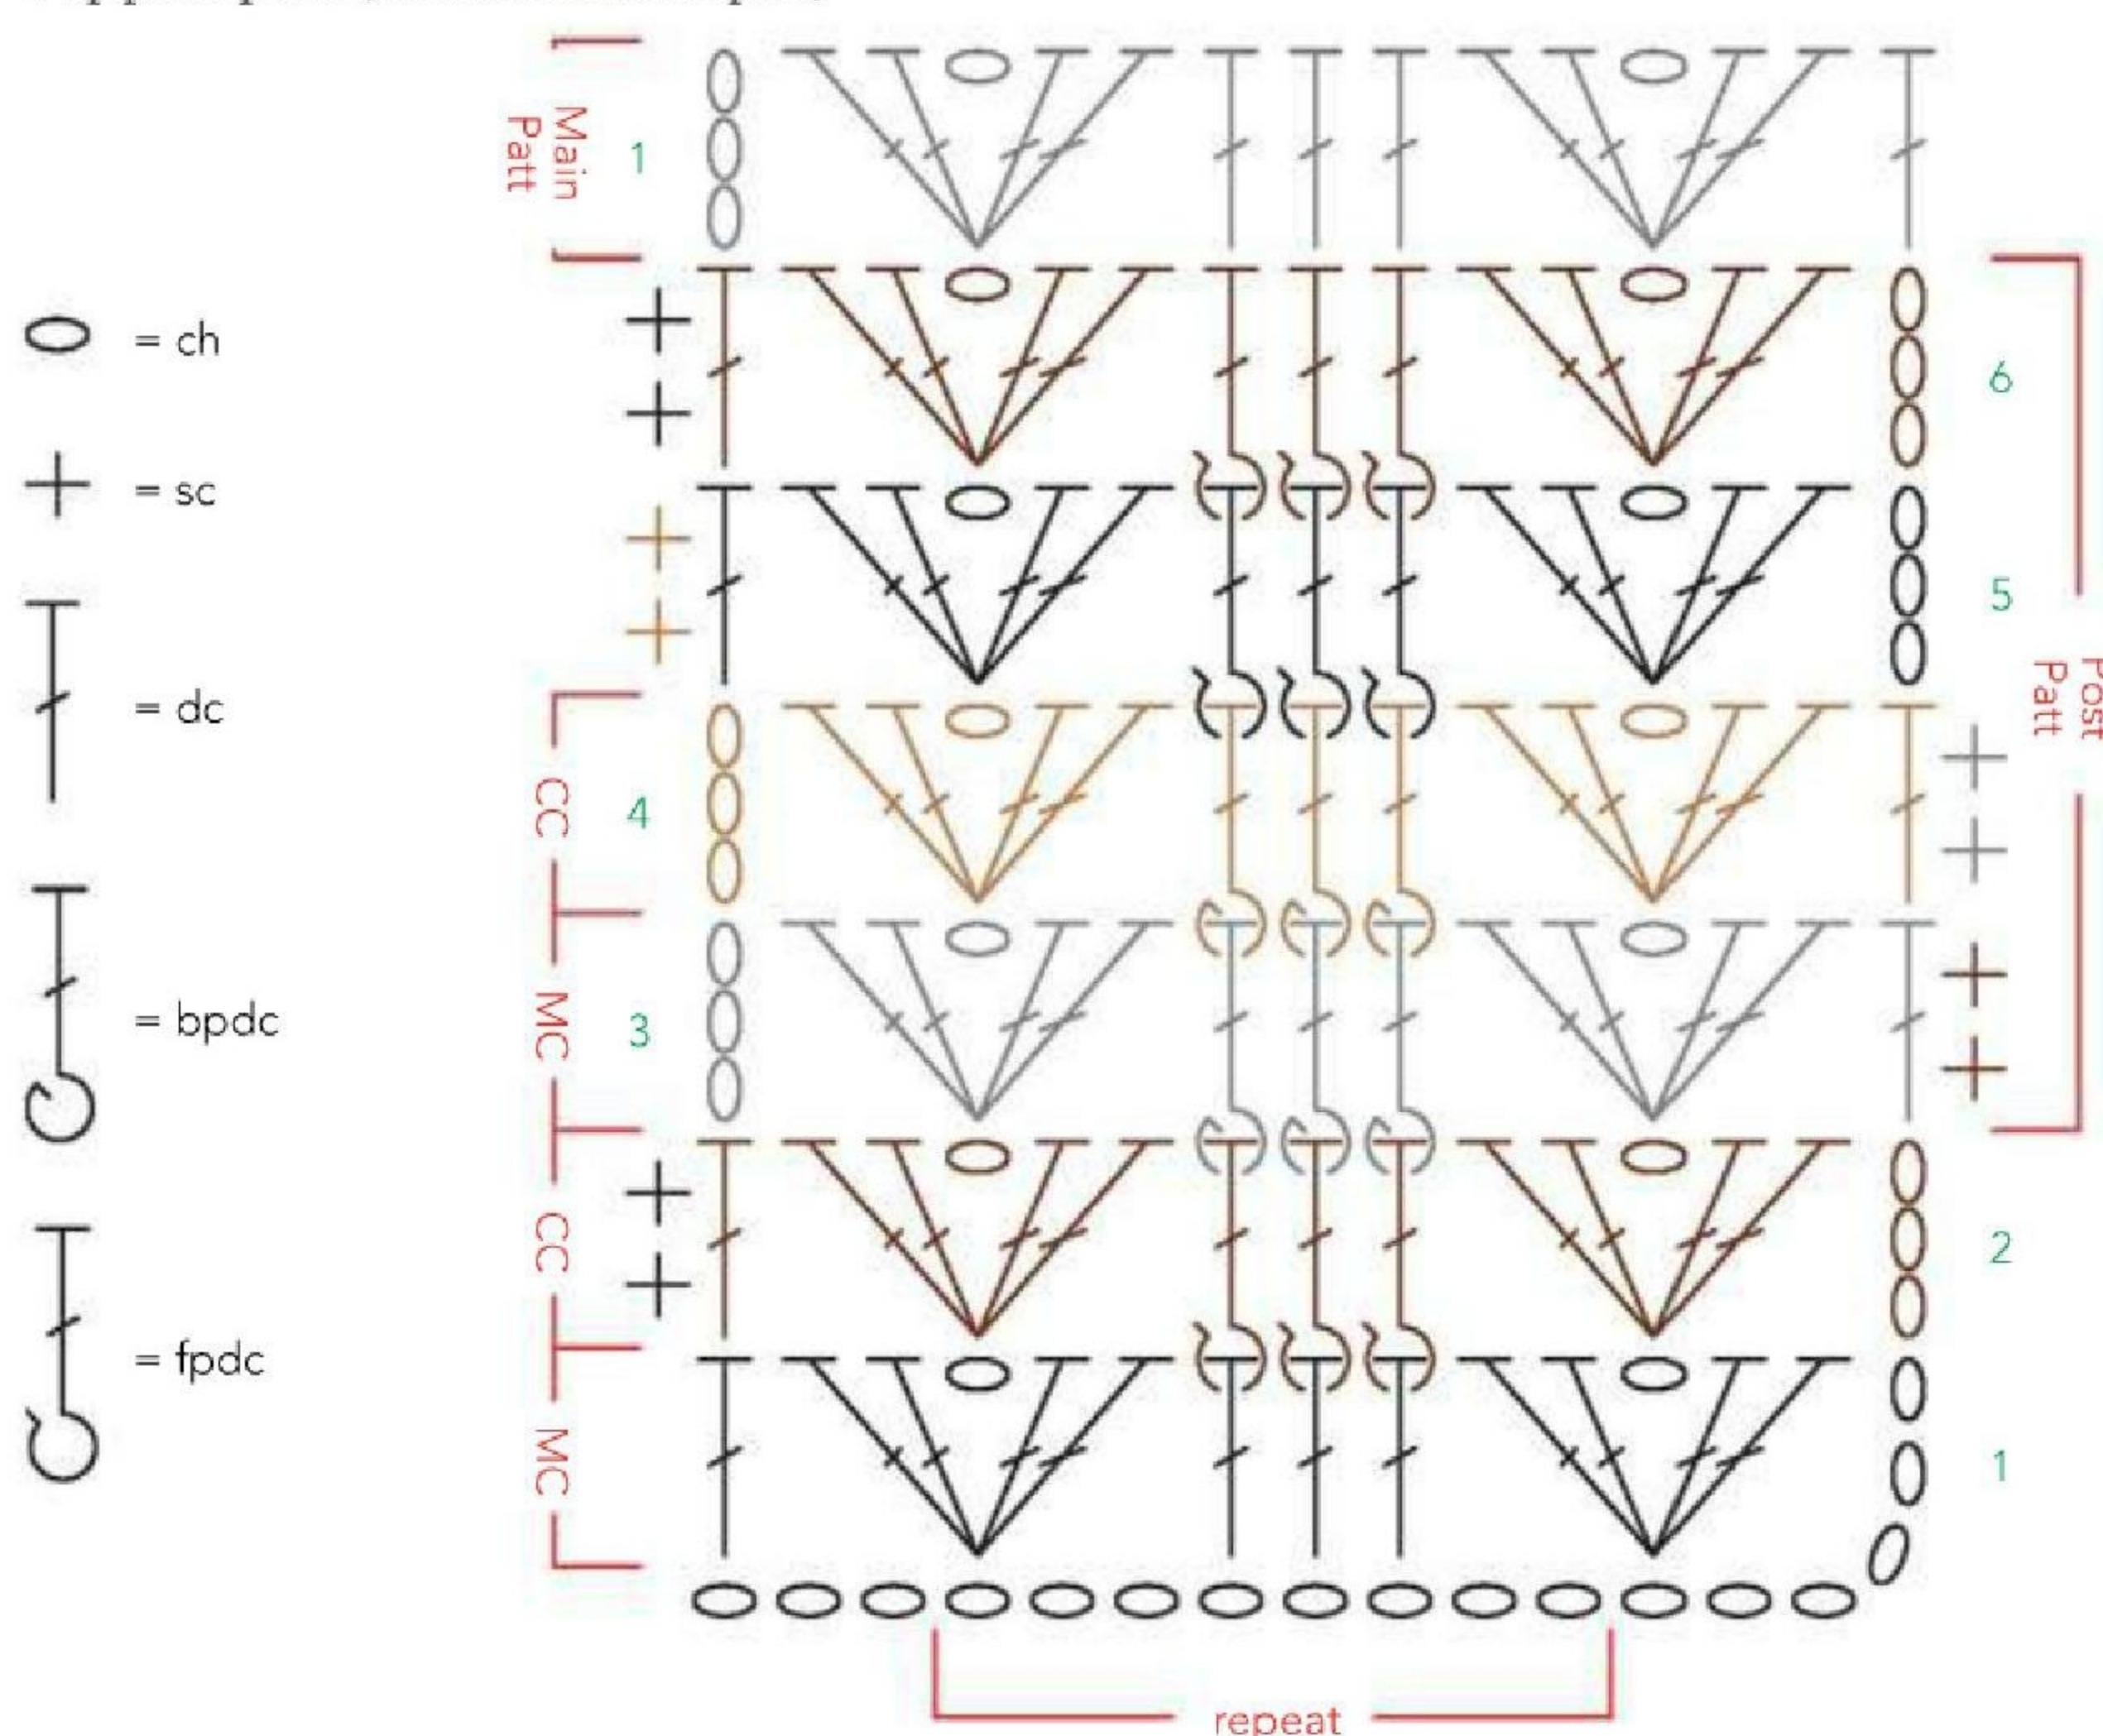 = ch
= sc
= dc
= bpdc
= fpdc
Main
Patt
1
6
5
Post
Patt
4
CC
3
MC
2
CC
1
MC
repeat